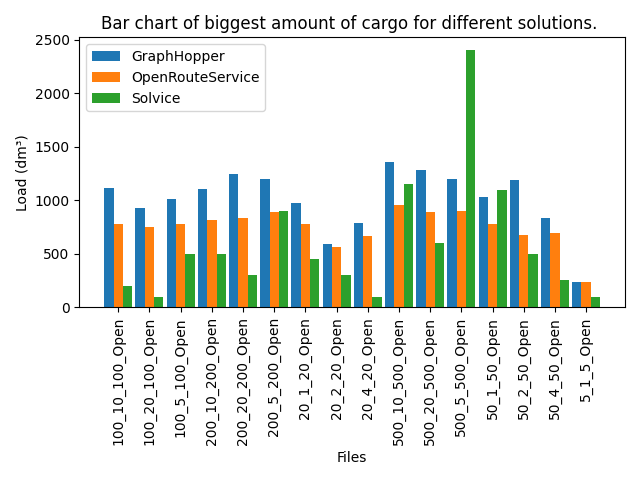 Bar chart of biggest amount of cargo for different solutions.
GraphHopper
OpenRouteService
Solvice
Load (dm³)
2500
2000
1500
1000
500
0
100_10_100_Open
100_20_100_Open
100_5_100_Open
200_10_200_Open
200_20_200_Open
200_5_200_Open
20_1_20_Open
20_2_20_Open
20_4_20_Open
500_10_500_Open
500_20_500_Open
500_5_500_Open
50_1_50_Open
50_2_50_Open
50_4_50_Open
5_1_5_Open
Files